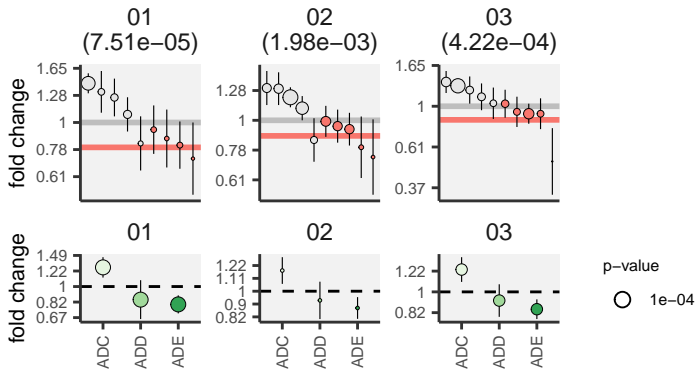 01 02 03
(7.51e−05) (1.98e−03) (4.22e−04)
fold change
1.65
1.28
1
0.78
0.61
1.28
1
0.78
0.61
1.65
1
0.61
0.37
01 02 03
fold change
1.49
1.22
1
0.82
0.67
1.22
1.11
1
0.9
0.82
1.22
1
0.82
ADC ADD ADE
ADC ADD ADE
ADC ADD ADE
p−value
1e−04